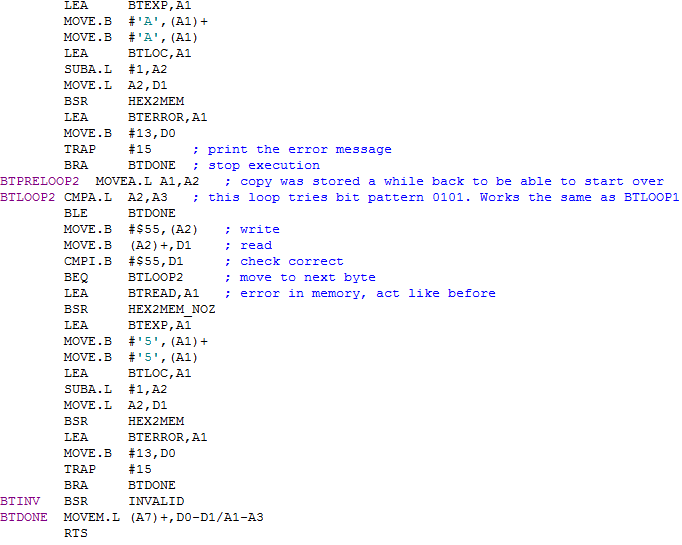 LEA     BTEXP,A1
        MOVE.B  #'A',(A1)+
        MOVE.B  #'A',(A1)
        LEA     BTLOC,A1
        SUBA.L  #1,A2
        MOVE.L  A2,D1
        BSR     HEX2MEM
        LEA     BTERROR,A1
        MOVE.B  #13,D0
        TRAP    #15     ; print the error message
        BRA     BTDONE  ; stop execution
BTPRELOOP2  MOVEA.L A1,A2   ; copy was stored a while back to be able to start over
BTLOOP2 CMPA.L  A2,A3   ; this loop tries bit pattern 0101. Works the same as BTLOOP1
        BLE     BTDONE
        MOVE.B  #$55,(A2)   ; write
        MOVE.B  (A2)+,D1    ; read
        CMPI.B  #$55,D1     ; check correct
        BEQ     BTLOOP2     ; move to next byte
        LEA     BTREAD,A1   ; error in memory, act like before
        BSR     HEX2MEM_NOZ
        LEA     BTEXP,A1
        MOVE.B  #'5',(A1)+
        MOVE.B  #'5',(A1)
        LEA     BTLOC,A1
        SUBA.L  #1,A2
        MOVE.L  A2,D1
        BSR     HEX2MEM
        LEA     BTERROR,A1
        MOVE.B  #13,D0
        TRAP    #15
        BRA     BTDONE
BTINV   BSR     INVALID
BTDONE  MOVEM.L (A7)+,D0-D1/A1-A3
        RTS